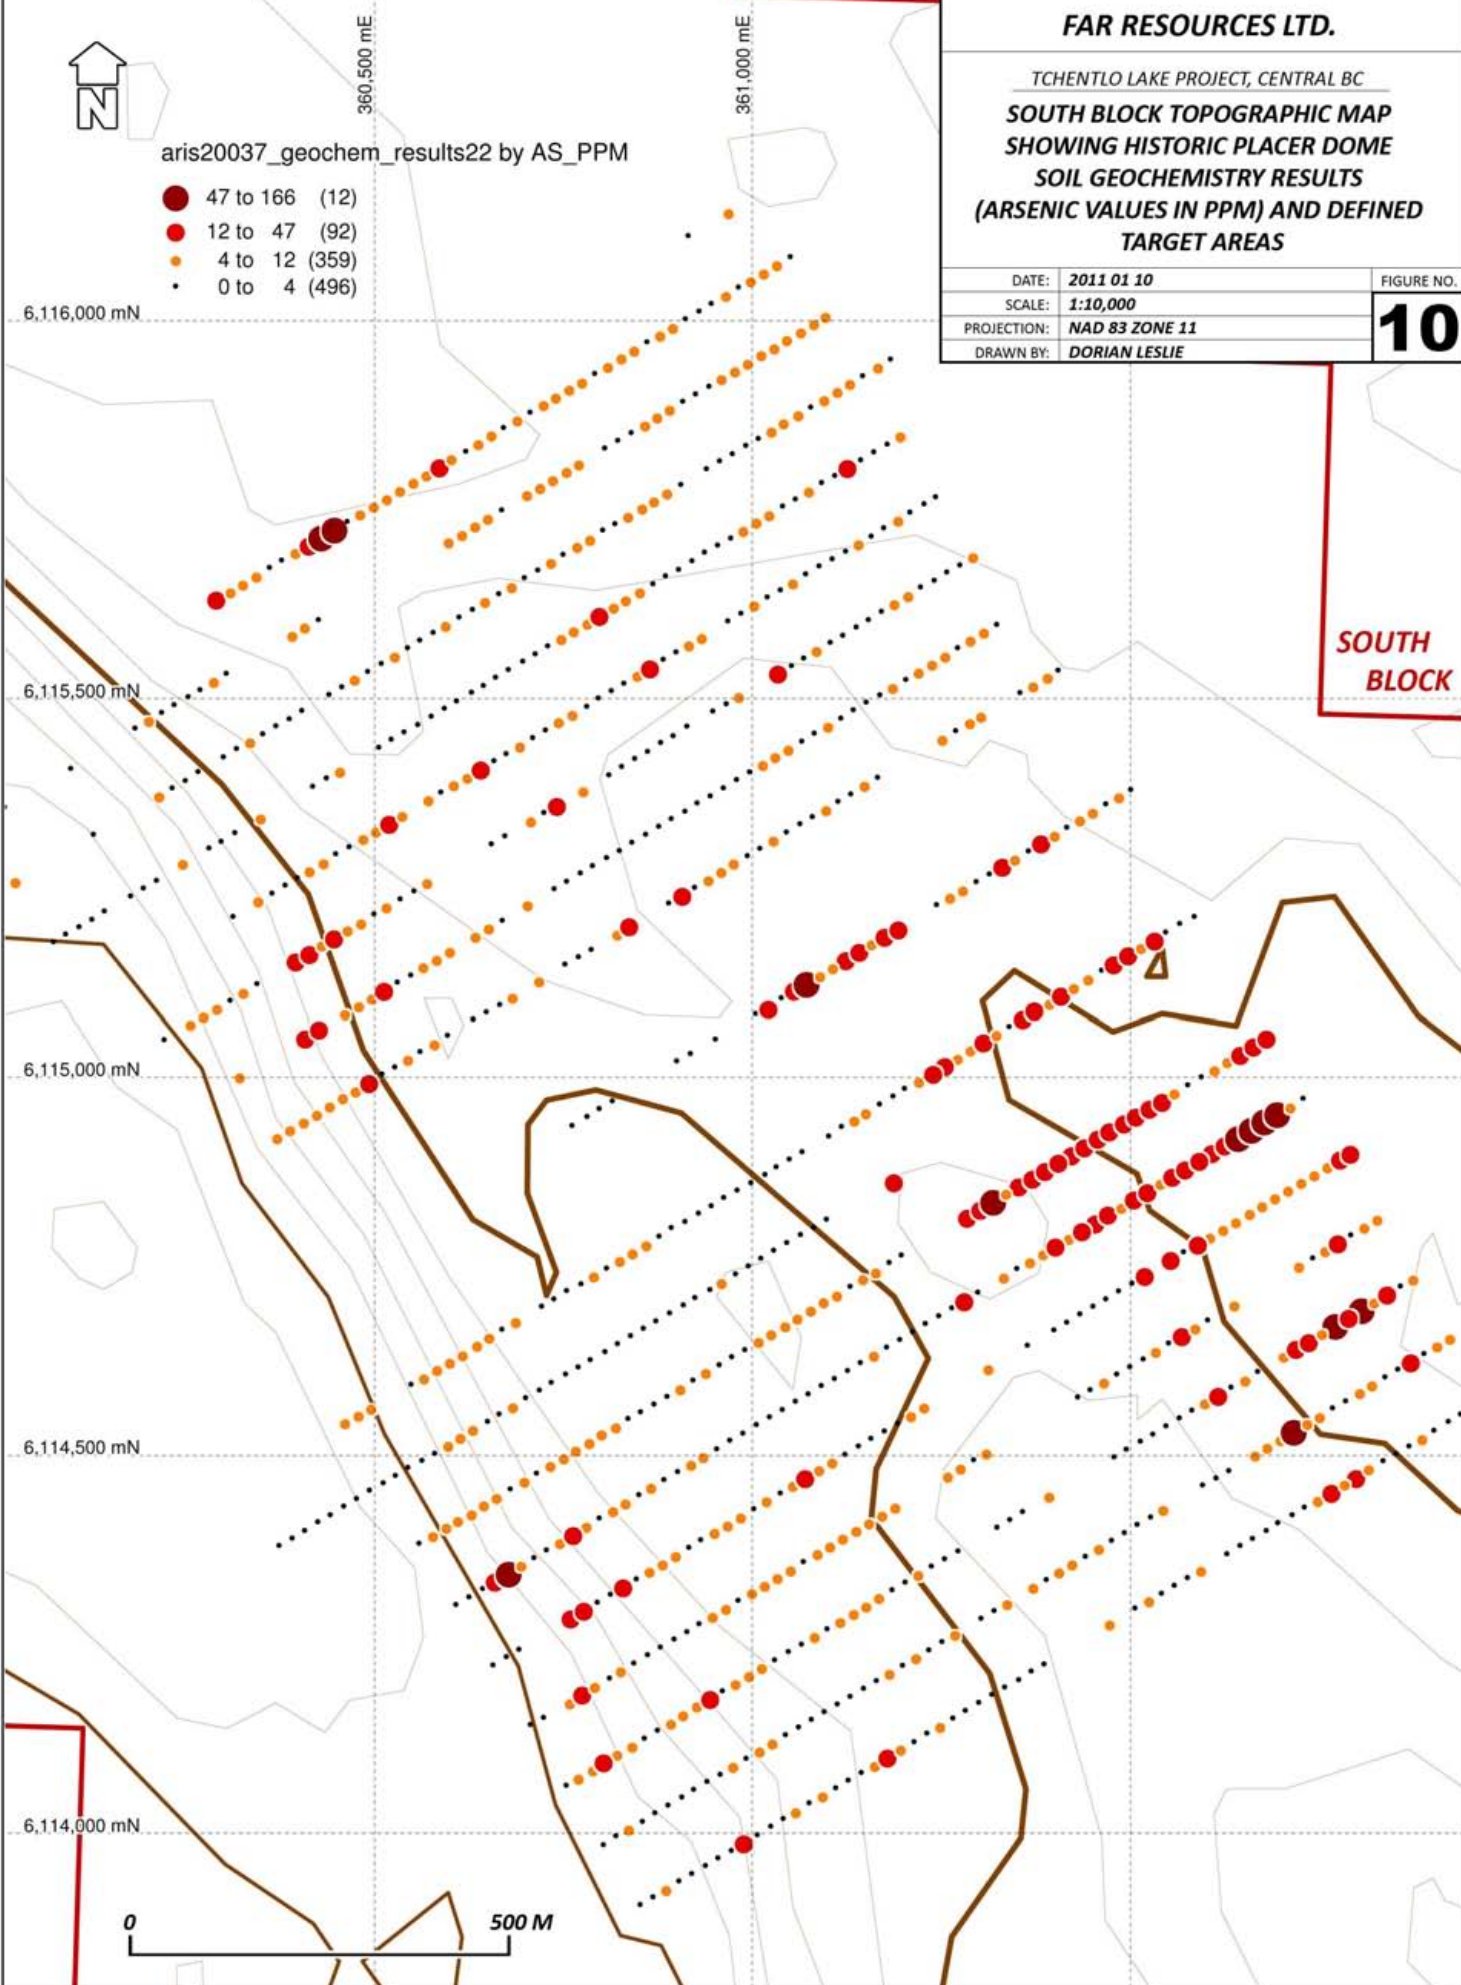 FAR RESOURCES LTD.
TCHENTLO LAKE PROJECT, CENTRAL BC
SOUTH BLOCK TOPOGRAPHIC MAP
SHOWING HISTORIC PLACER DOME
SOIL GEOCHEMISTRY RESULTS
(ARSENIC VALUES IN PPM) AND DEFINED
TARGET AREAS
DATE: 2011 01 10
SCALE: 1:10,000
PROJECTION: NAD 83 ZONE 11
DRAWN BY: DORIAN LESLIE
FIGURE NO.
10
N
360,500 mE
361,000 mE
aris20037_geochem_results22 by AS_PPM
47 to 166 (12)
12 to 47 (92)
4 to 12 (359)
0 to 4 (496)
6,116,000 mN
SOUTH
BLOCK
6,115,500 mN
6,115,000 mN
6,114,500 mN
6,114,000 mN
0 500 M